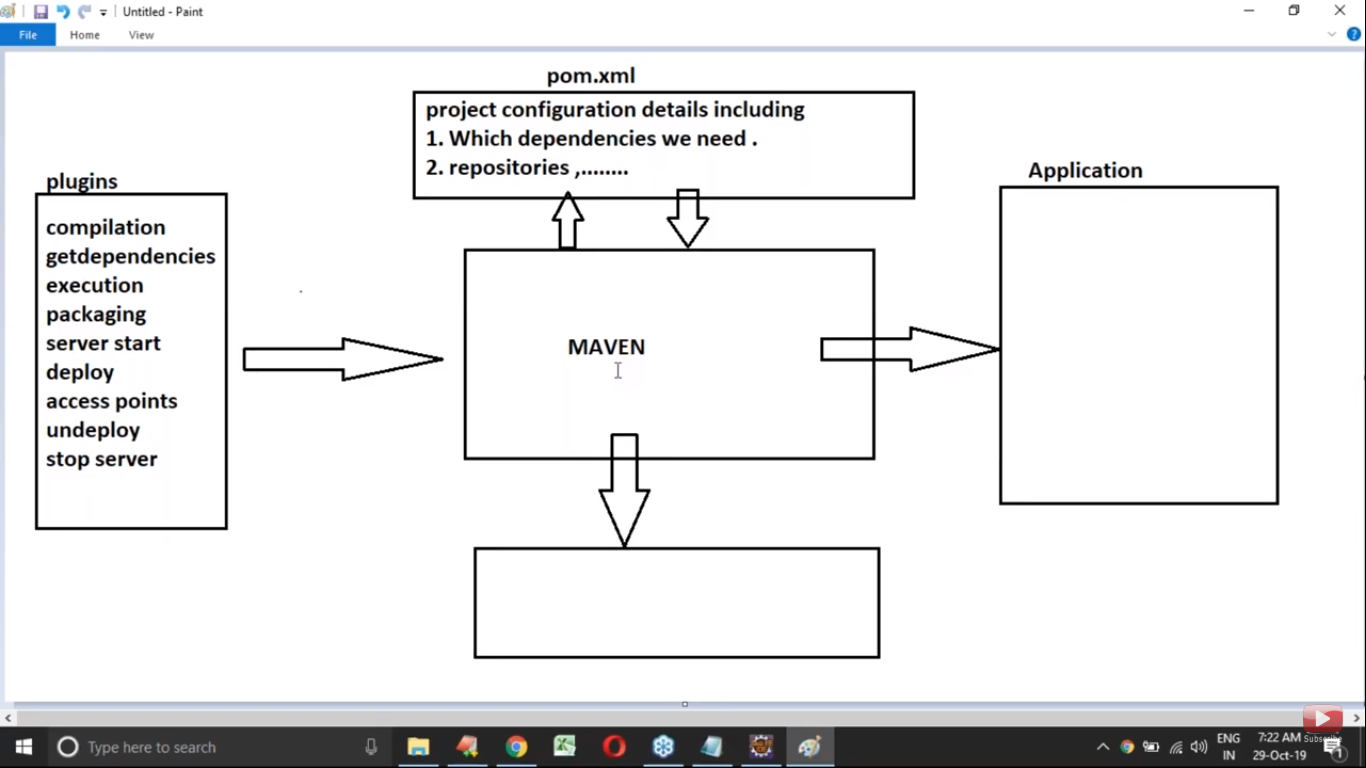 Untitled - Paint
File Home View
pom.xml
project configuration details including
1. Which dependencies we need .
2. repositories ,........
plugins
compilation
getdependencies
execution
packaging
server start
deploy
access points
undeploy
stop server
MAVEN
Application
Subscribe
Type here to search
ENG
IN
7:22 AM
29-Oct-19
1